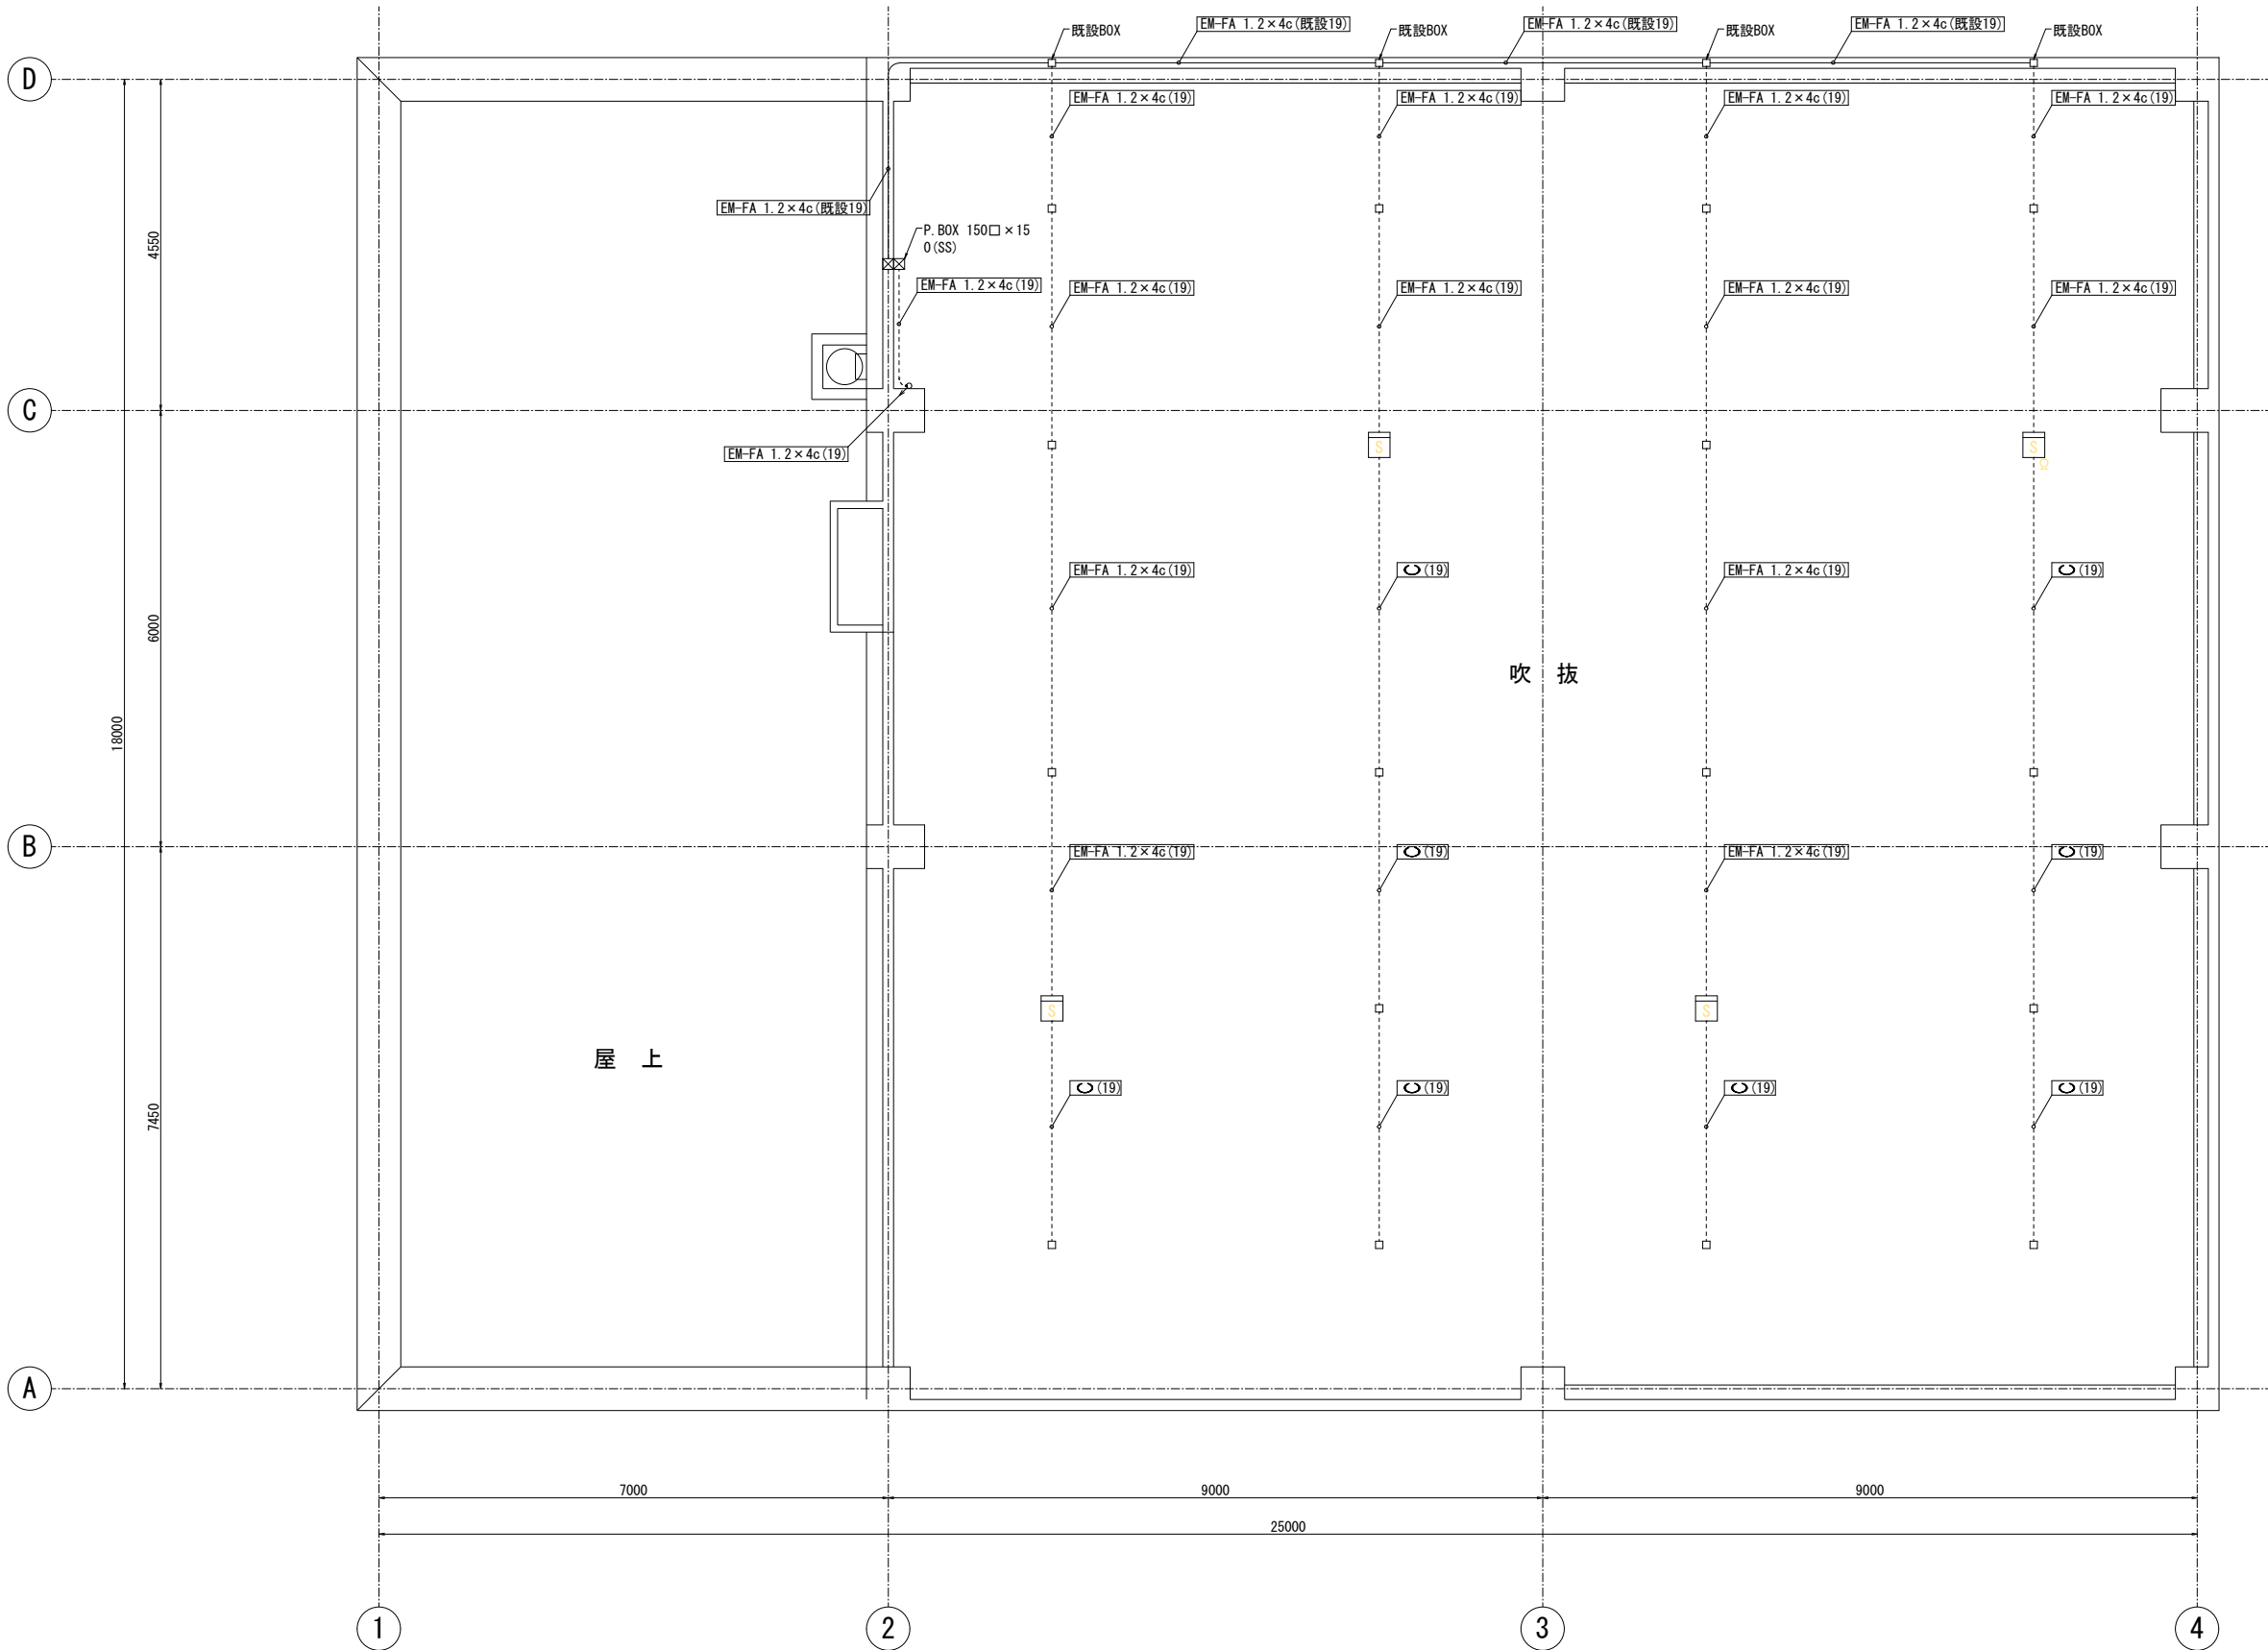 既設BOX
EM-FA 1.2×4c(既設19)
既設BOX
EM-FA 1.2×4c(既設19)
既設BOX
EM-FA 1.2×4c(既設19)
既設BOX
D
EM-FA 1.2×4c(19)
EM-FA 1.2×4c(19)
EM-FA 1.2×4c(19)
EM-FA 1.2×4c(19)
EM-FA 1.2×4c(既設19)
P.BOX 150□×15
0(SS)
4550
EM-FA 1.2×4c(19)
EM-FA 1.2×4c(19)
EM-FA 1.2×4c(19)
EM-FA 1.2×4c(19)
EM-FA 1.2×4c(19)
C
EM-FA 1.2×4c(19)
S
S
Ω
EM-FA 1.2×4c(19)
(19)
EM-FA 1.2×4c(19)
(19)
6000
吹 抜
18000
B
EM-FA 1.2×4c(19)
(19)
EM-FA 1.2×4c(19)
(19)
S
S
屋 上
(19)
(19)
(19)
(19)
7450
A
7000
9000
9000
25000
1
2
3
4